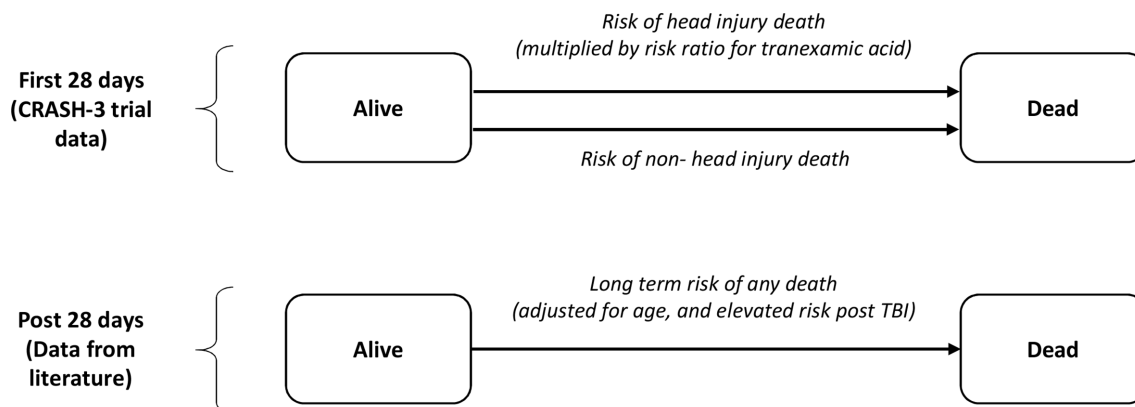 First 28 days
(CRASH-3 trial
data)
Alive
Risk of head injury death
(multiplied by risk ratio for tranexamic acid)
Risk of non- head injury death
Dead
Post 28 days
(Data from
literature)
Alive
Long term risk of any death
(adjusted for age, and elevated risk post TBI)
Dead